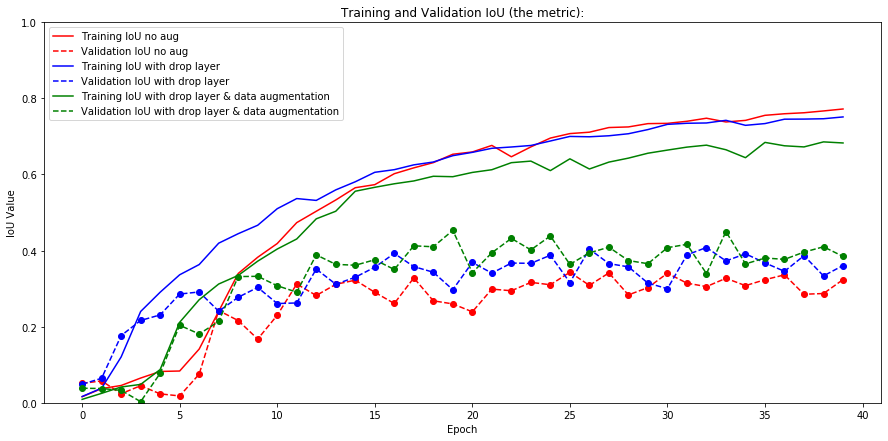 Training and Validation IoU (the metric):
Training IoU no aug
Validation IoU no aug
Training IoU with drop layer
Validation IoU with drop layer
Training IoU with drop layer & data augmentation
Validation IoU with drop layer & data augmentation
IoU Value
1.0
0.8
0.6
0.4
0.2
0.0
0 5 10 15 20 25 30 35 40
Epoch